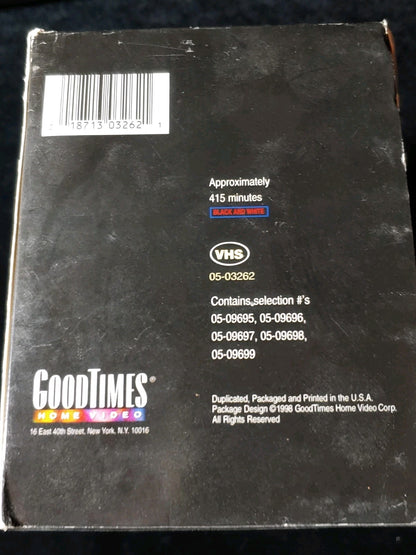 2 18713 03262 1
Approximately
415 minutes
BLACK AND WHITE
VHS
05-03262
Contains selection #'s
05-09695, 05-09696,
05-09697, 05-09698,
05-09699
GOODTIMES®
HOME VIDEO
16 East 40th Street, New York, N.Y. 10016
Duplicated, Packaged and Printed in the U.S.A.
Package Design ©1998 GoodTimes Home Video Corp.
All Rights Reserved